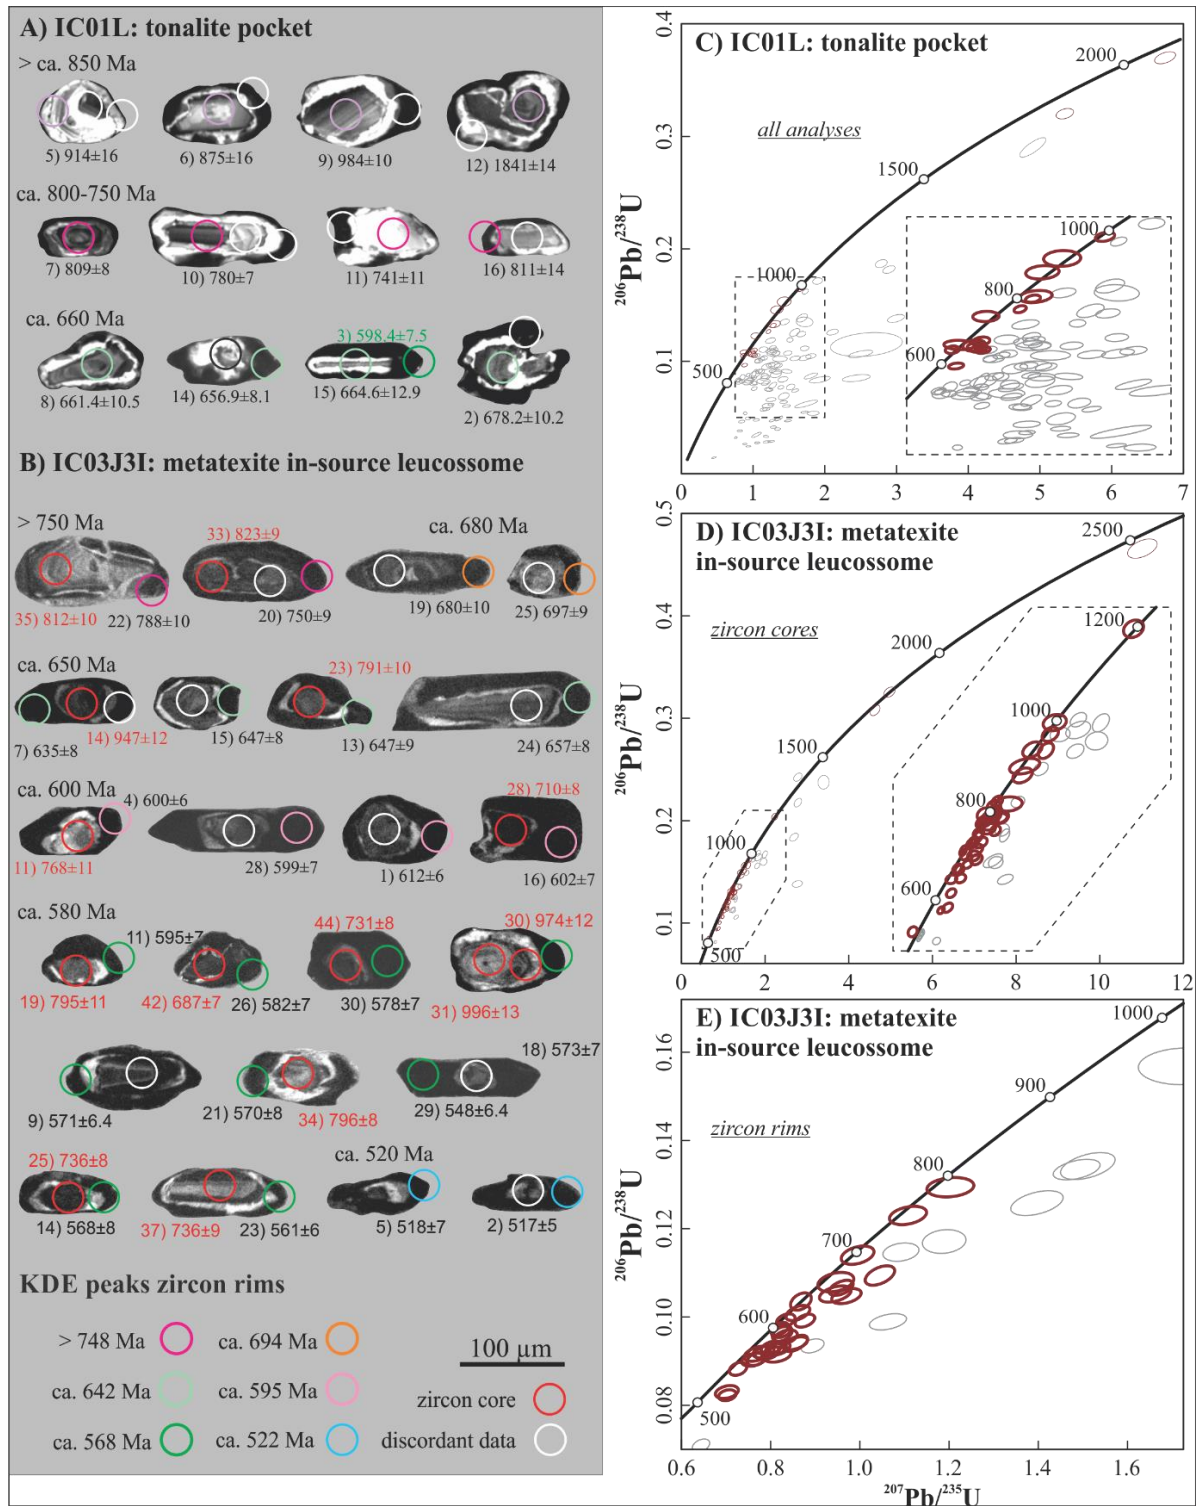 A) IC01L: tonalite pocket
> ca. 850 Ma
5) 914±16
6) 875±16
9) 984±10
12) 1841±14
ca. 800-750 Ma
7) 809±8
10) 780±7
11) 741±11
16) 811±14
ca. 660 Ma
3) 598.4±7.5
8) 661.4±10.5
14) 656.9±8.1
15) 664.6±12.9
2) 678.2±10.2
B) IC03J3I: metatexite in-source leucossome
> 750 Ma
ca. 680 Ma
33) 823±9
35) 812±10
22) 788±10
20) 750±9
19) 680±10
25) 697±9
ca. 650 Ma
23) 791±10
7) 635±8
14) 947±12
15) 647±8
13) 647±9
24) 657±8
ca. 600 Ma
4) 600±6
28) 710±8
11) 768±11
28) 599±7
1) 612±6
16) 602±7
ca. 580 Ma
11) 595±7
44) 731±8
30) 974±12
19) 795±11
42) 687±7
26) 582±7
30) 578±7
31) 996±13
18) 573±7
9) 571±6.4
21) 570±8
34) 796±8
29) 548±6.4
25) 736±8
ca. 520 Ma
14) 568±8
37) 736±9
23) 561±6
5) 518±7
2) 517±5
KDE peaks zircon rims
> 748 Ma
ca. 694 Ma
100 µm
ca. 642 Ma
ca. 595 Ma
zircon core
ca. 568 Ma
ca. 522 Ma
discordant data
C) IC01L: tonalite pocket
all analyses
0.4
0.3
0.2
0.1
206Pb/238U
2000
1500
1000
500
1000
800
600
0 1 2 3 4 5 6 7
D) IC03J3I: metatexite
in-source leucossome
zircon cores
0.5
0.4
0.3
0.2
0.1
206Pb/238U
2500
2000
1500
1000
500
1200
1000
800
600
0 2 4 6 8 10 12
E) IC03J3I: metatexite
in-source leucossome
zircon rims
0.16
0.14
0.12
0.10
0.08
206Pb/238U
1000
900
800
700
600
500
0.6 0.8 1.0 1.2 1.4 1.6
207Pb/235U